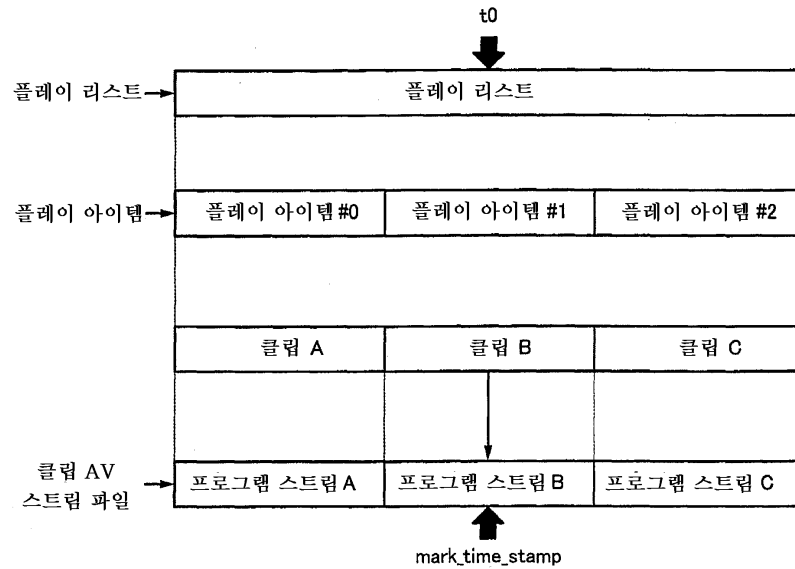 t0
플레이 리스트
플레이 리스트
플레이 아이템
플레이 아이템 #0
플레이 아이템 #1
플레이 아이템 #2
클립 A
클립 B
클립 C
클립 AV
스트림 파일
프로그램 스트림 A
프로그램 스트림 B
프로그램 스트림 C
mark_time_stamp